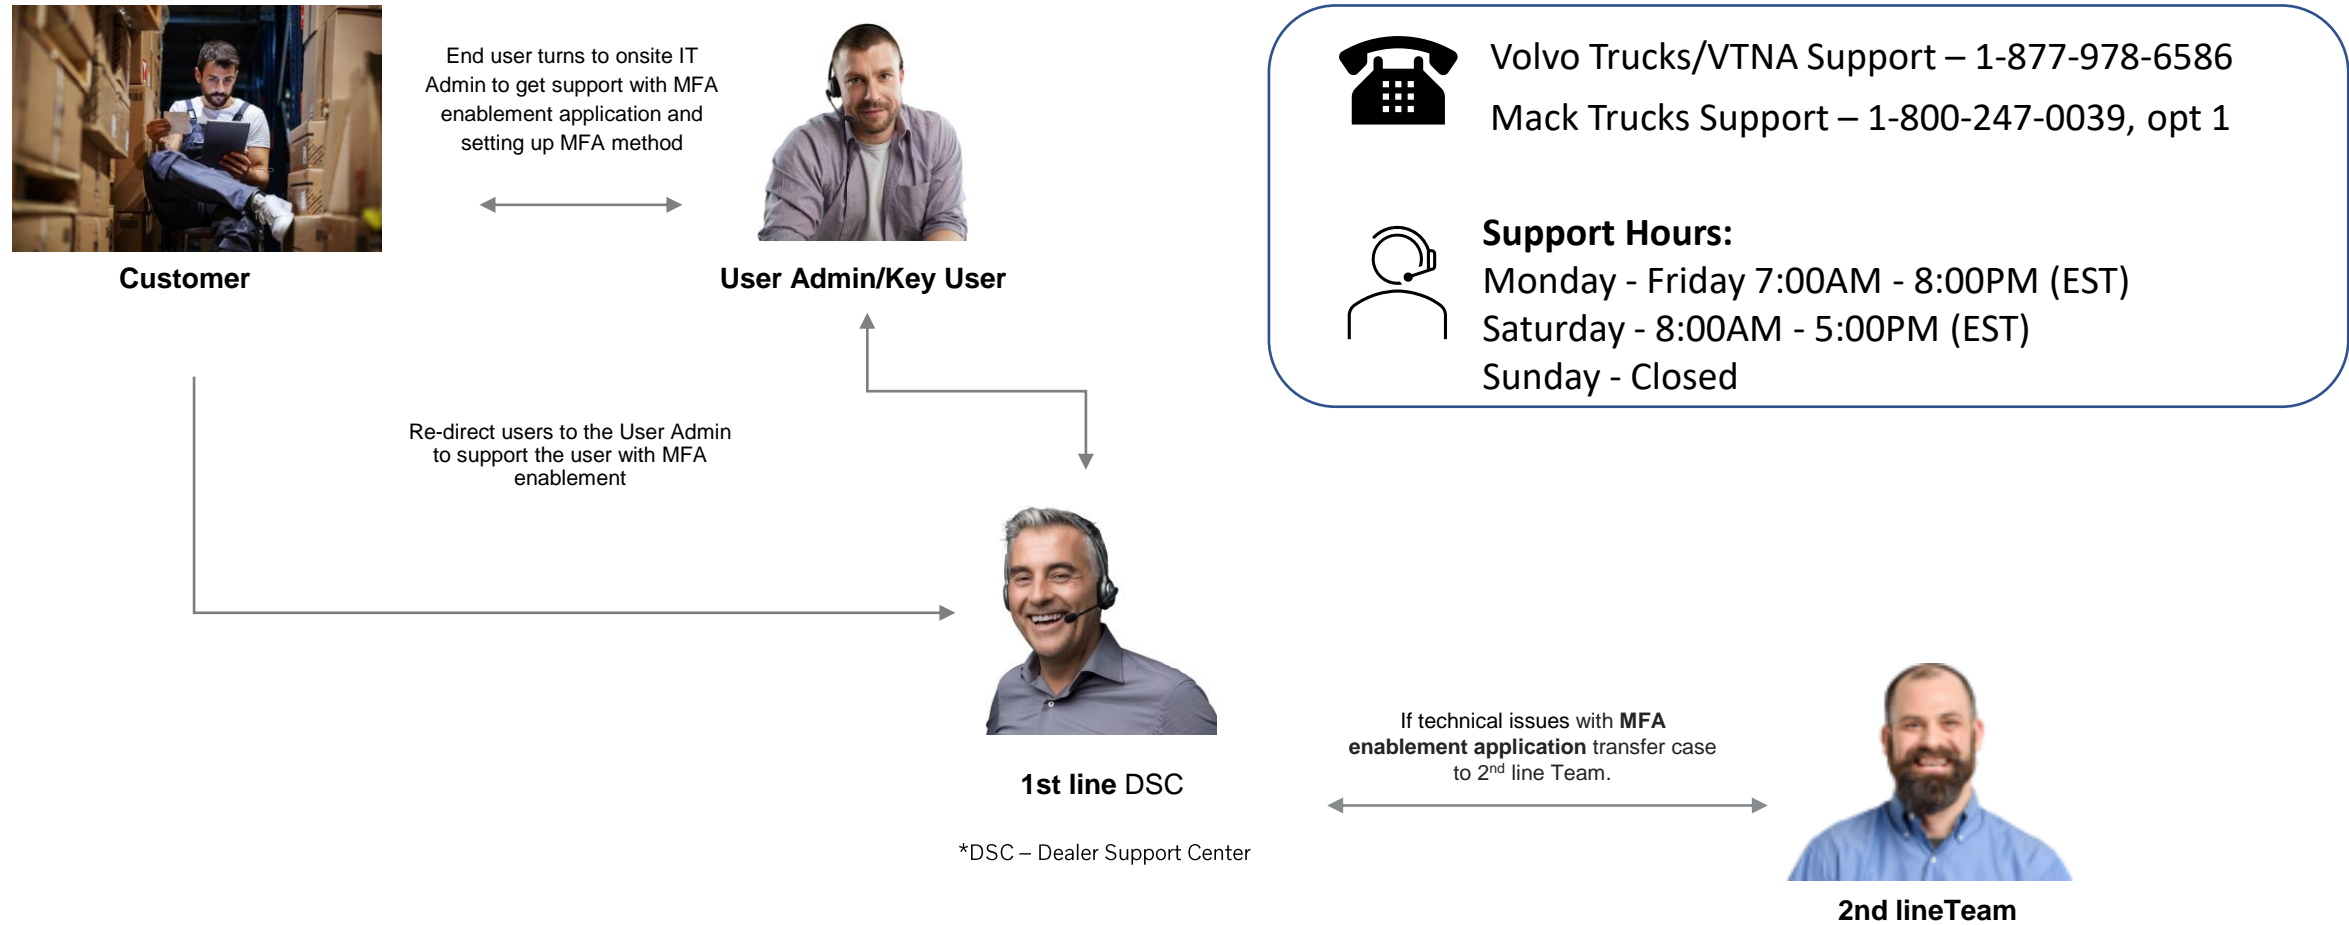 End user turns to onsite IT
Admin to get support with MFA
enablement application and
setting up MFA method
Customer
User Admin/Key User
Volvo Trucks/VTNA Support – 1-877-978-6586
Mack Trucks Support – 1-800-247-0039, opt 1
Support Hours:
Monday - Friday 7:00AM - 8:00PM (EST)
Saturday - 8:00AM - 5:00PM (EST)
Sunday - Closed
Re-direct users to the User Admin
to support the user with MFA
enablement
1st line DSC
*DSC – Dealer Support Center
If technical issues with MFA
enablement application transfer case
to 2nd line Team.
2nd lineTeam